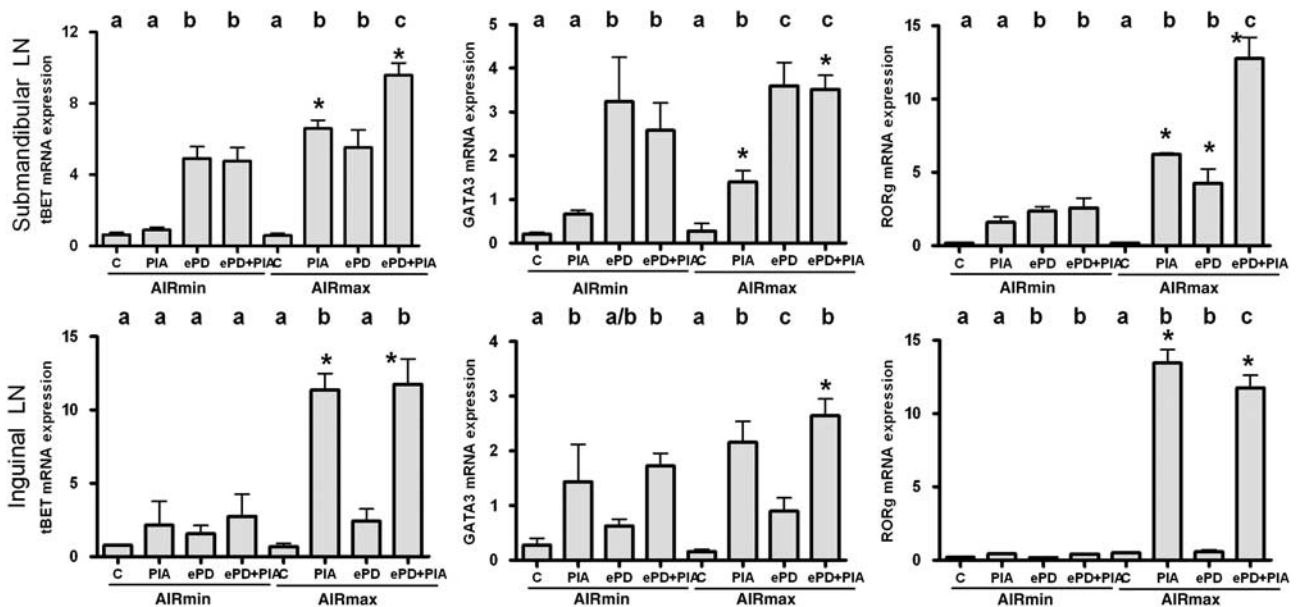 a a b b a b b c
a a b b a b c c
a a b b a b b c
Submandibular LN
tBET mRNA expression
12
8
4
0
*
*
C PIA ePD ePD+PIA C PIA ePD ePD+PIA
AIRmin AIRmax
GATA3 mRNA expression
5
4
3
2
1
0
*
*
C PIA ePD ePD+PIA C PIA ePD ePD+PIA
AIRmin AIRmax
RORg mRNA expression
15
10
5
0
*
*
*
C PIA ePD ePD+PIA C PIA ePD ePD+PIA
AIRmin AIRmax
a a a a a b a b
a b a/b b a b c b
a a b b a b b c
Inguinal LN
tBET mRNA expression
15
10
5
0
*
*
C PIA ePD ePD+PIA C PIA ePD ePD+PIA
AIRmin AIRmax
GATA3 mRNA expression
4
3
2
1
0
*
C PIA ePD ePD+PIA C PIA ePD ePD+PIA
AIRmin AIRmax
RORg mRNA expression
15
10
5
0
*
*
C PIA ePD ePD+PIA C PIA ePD ePD+PIA
AIRmin AIRmax